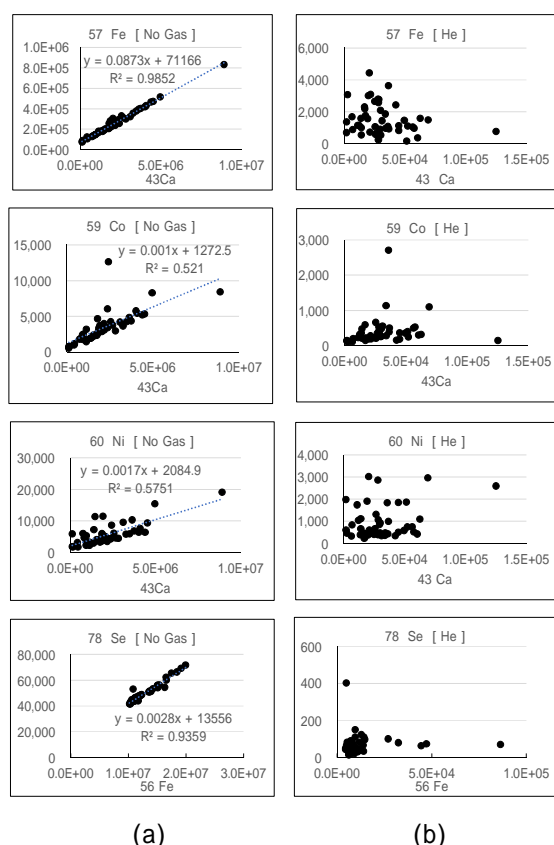 57 Fe [ No Gas ]
1.0E+06
8.0E+05
6.0E+05
4.0E+05
2.0E+05
0.0E+00
y = 0.0873x + 71166
R² = 0.9852
0.0E+00 5.0E+06 1.0E+07
43Ca
57 Fe [ He ]
6,000
4,000
2,000
0
0.0E+00 5.0E+04 1.0E+05 1.5E+05
43 Ca
59 Co [ No Gas ]
15,000
10,000
5,000
0
y = 0.001x + 1272.5
R² = 0.521
0.0E+00 5.0E+06 1.0E+07
43Ca
59 Co [ He ]
3,000
2,000
1,000
0
0.0E+00 5.0E+04 1.0E+05 1.5E+05
43Ca
60 Ni [ No Gas ]
30,000
20,000
10,000
0
y = 0.0017x + 2084.9
R² = 0.5751
0.0E+00 5.0E+06 1.0E+07
43Ca
60 Ni [ He ]
4,000
3,000
2,000
1,000
0
0.0E+00 5.0E+04 1.0E+05 1.5E+05
43 Ca
78 Se [ No Gas ]
80,000
60,000
40,000
20,000
0
y = 0.0028x + 13556
R² = 0.9359
0.0E+00 1.0E+07 2.0E+07 3.0E+07
56 Fe
78 Se [ He ]
600
400
200
0
0.0E+00 5.0E+04 1.0E+05
56 Fe
(a)
(b)